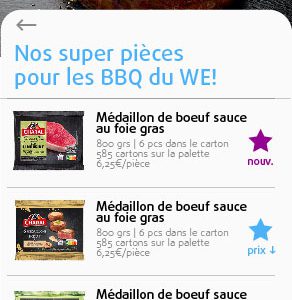 ←
Nos super pièces
pour les BBQ du WE!
CHARAL
Médaillon de boeuf sauce
au foie gras
800 grs | 6 pcs dans le carton
585 cartons sur la palette
6,25€/pièce
nouv.
CHARAL
Médaillon de boeuf sauce
au foie gras
800 grs | 6 pcs dans le carton
585 cartons sur la palette
6,25€/pièce
prix ↓
Médaillon de boeuf sauce